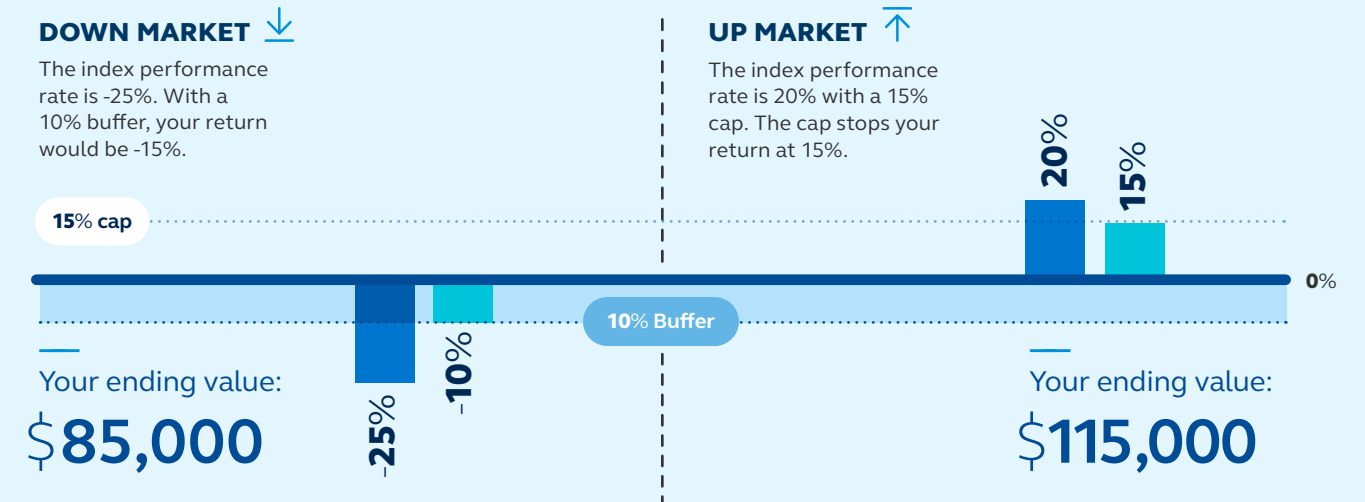 DOWN MARKET
The index performance
rate is -25%. With a
10% buffer, your return
would be -15%.
UP MARKET
The index performance
rate is 20% with a 15%
cap. The cap stops your
return at 15%.
20%
15%
15% cap
0%
10% Buffer
-25%
-10%
Your ending value:
$85,000
Your ending value:
$115,000